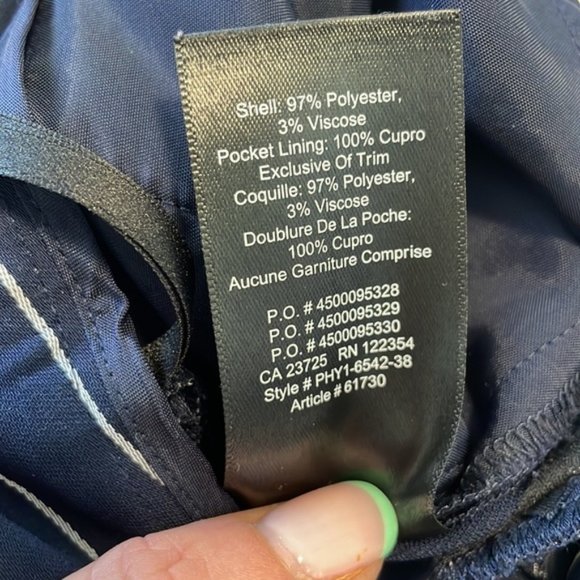 Shell: 97% Polyester,
3% Viscose
Pocket Lining: 100% Cupro
Exclusive Of Trim
Coquille: 97% Polyester,
3% Viscose
Doublure De La Poche:
100% Cupro
Aucune Garniture Comprise
P.O. # 4500095328
P.O. # 4500095329
P.O. # 4500095330
CA 23725 RN 122354
Style # PHY1-6542-38
Article # 61730